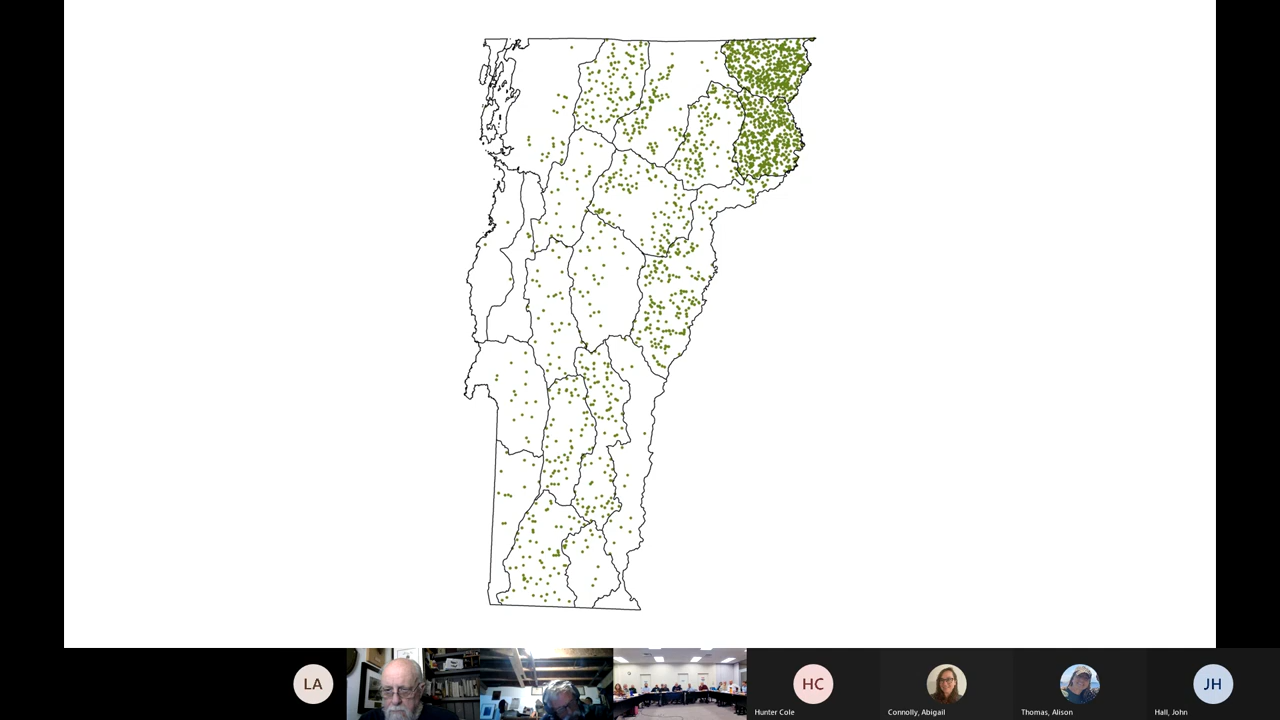 LA
HC
JH
Hunter Cole
Connolly, Abigail
Thomas, Alison
Hall, John